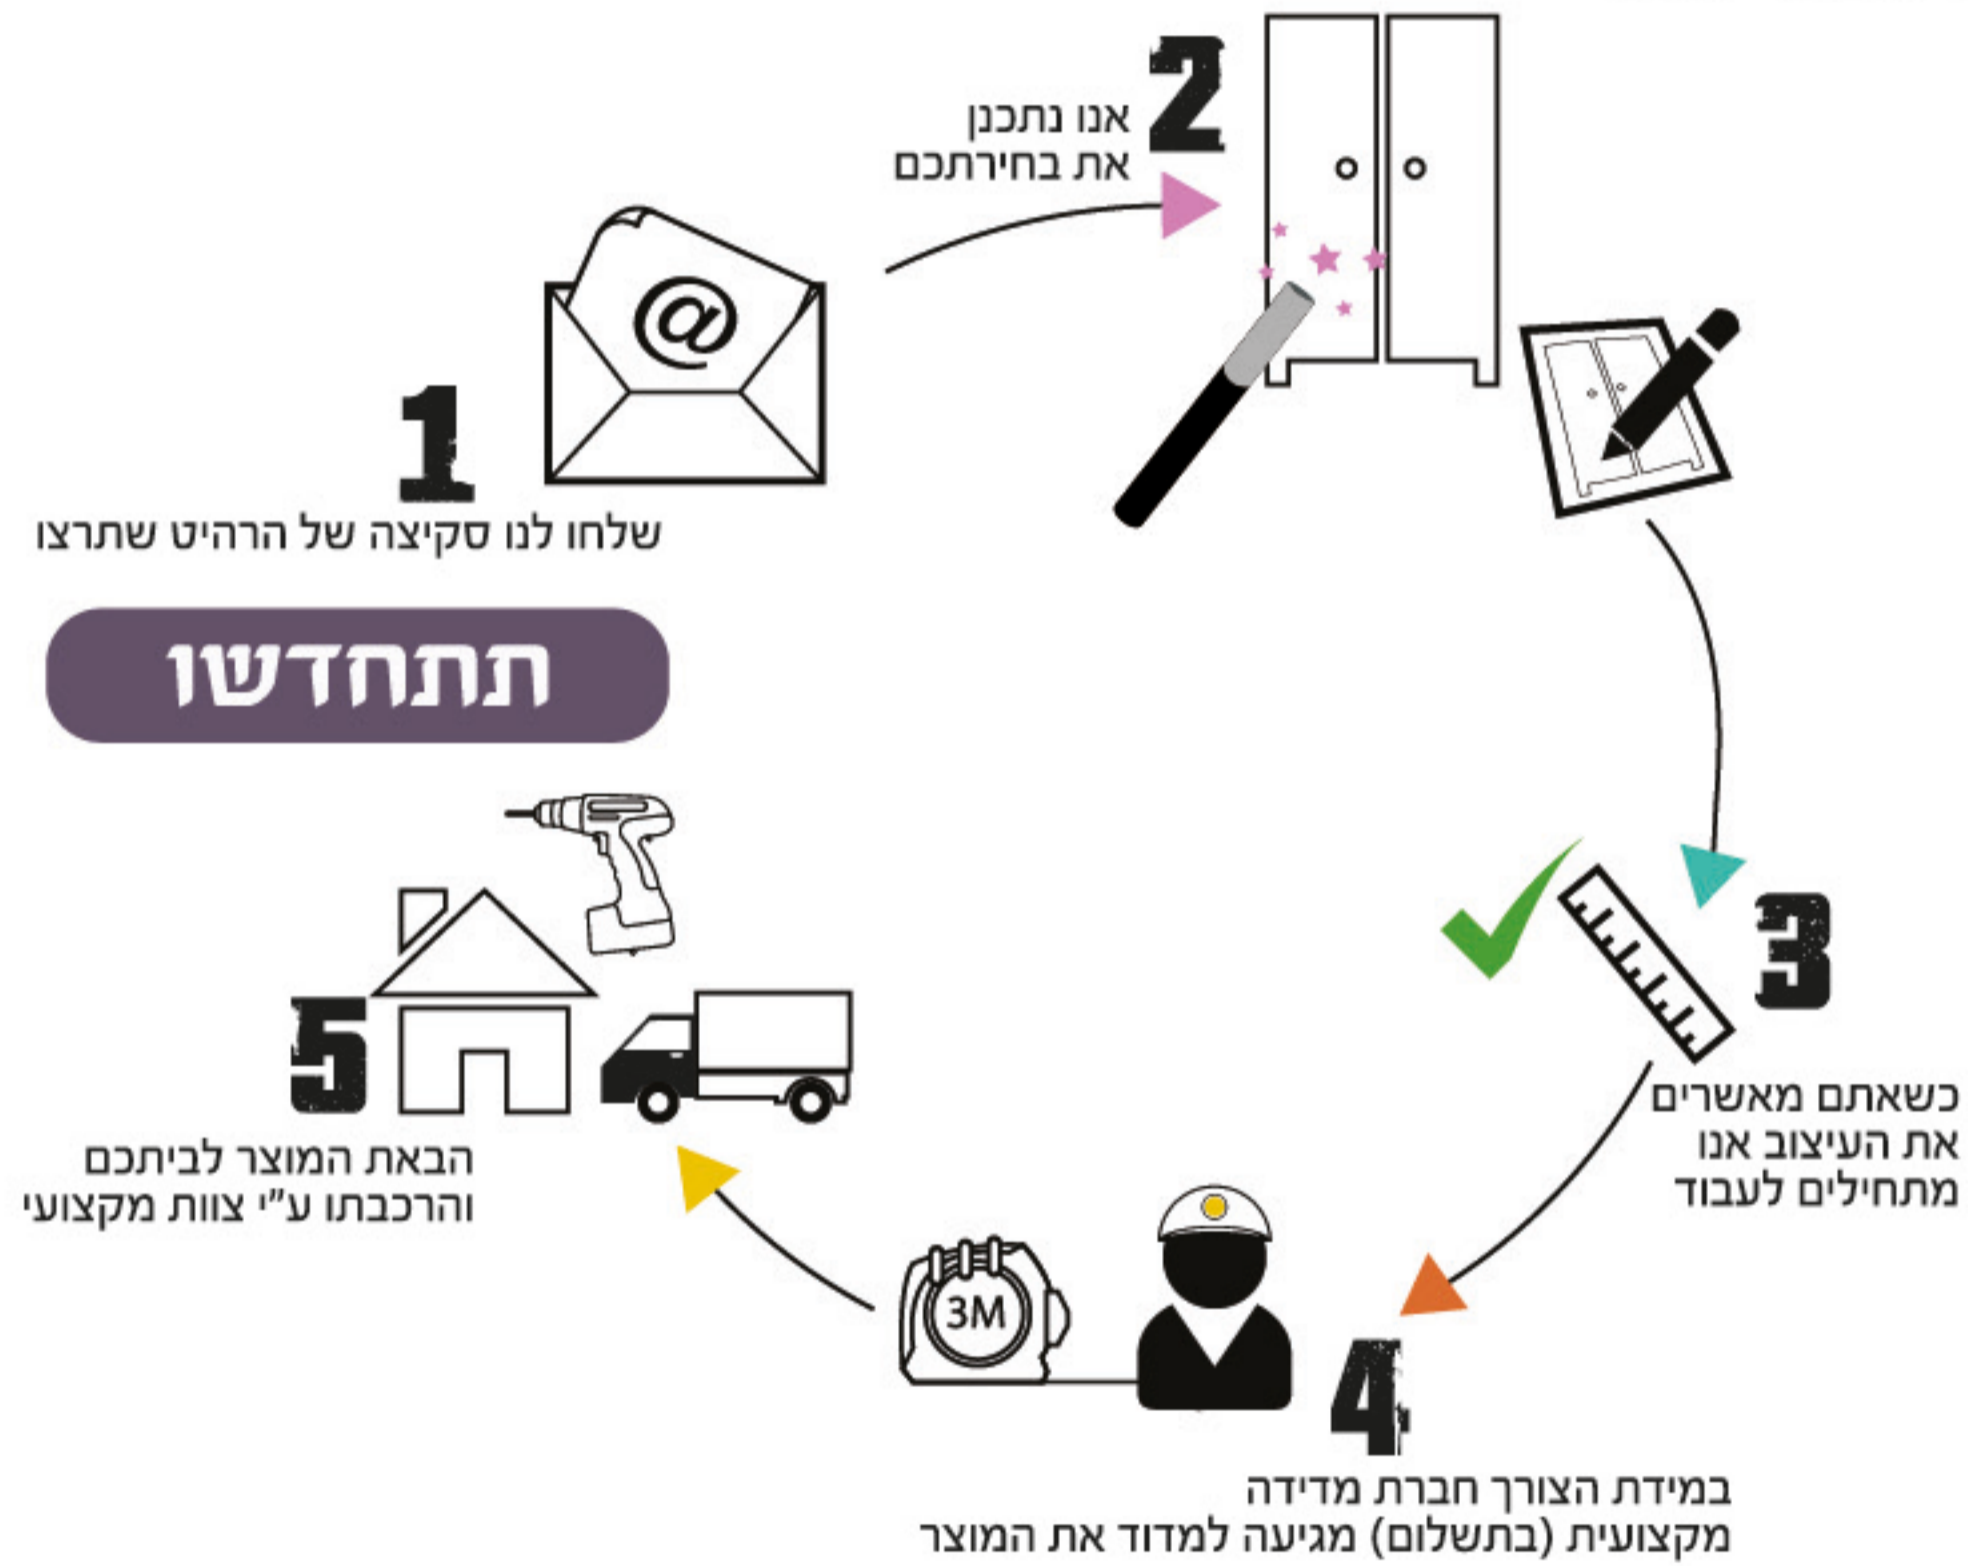 1
@
שלחו לנו סקיצה של הרהיט שתרצו
2
אנו נתכנן
את בחירתכם
3
כשאתם מאשרים
את העיצוב אנו
מתחילים לעבוד
4
3M
במידת הצורך חברת מדידה
מקצועית (בתשלום) מגיעה למדוד את המוצר
5
הבאת המוצר לביתכם
והרכבתו ע"י צוות מקצועי
תתחדשו